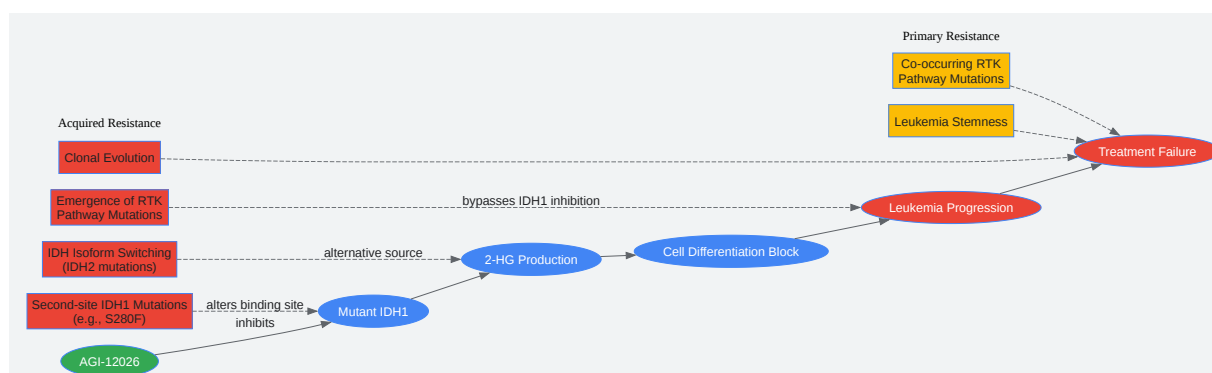 Primary Resistance
Co-occurring RTK
Pathway Mutations
Leukemia Stemness
Acquired Resistance
Clonal Evolution
Treatment Failure
Emergence of RTK
Pathway Mutations
bypasses IDH1 inhibition
Leukemia Progression
IDH Isoform Switching
(IDH2 mutations)
alternative source
2-HG Production
Cell Differentiation Block
Second-site IDH1 Mutations
(e.g., S280F)
alters binding site
inhibits
Mutant IDH1
AGI-12026